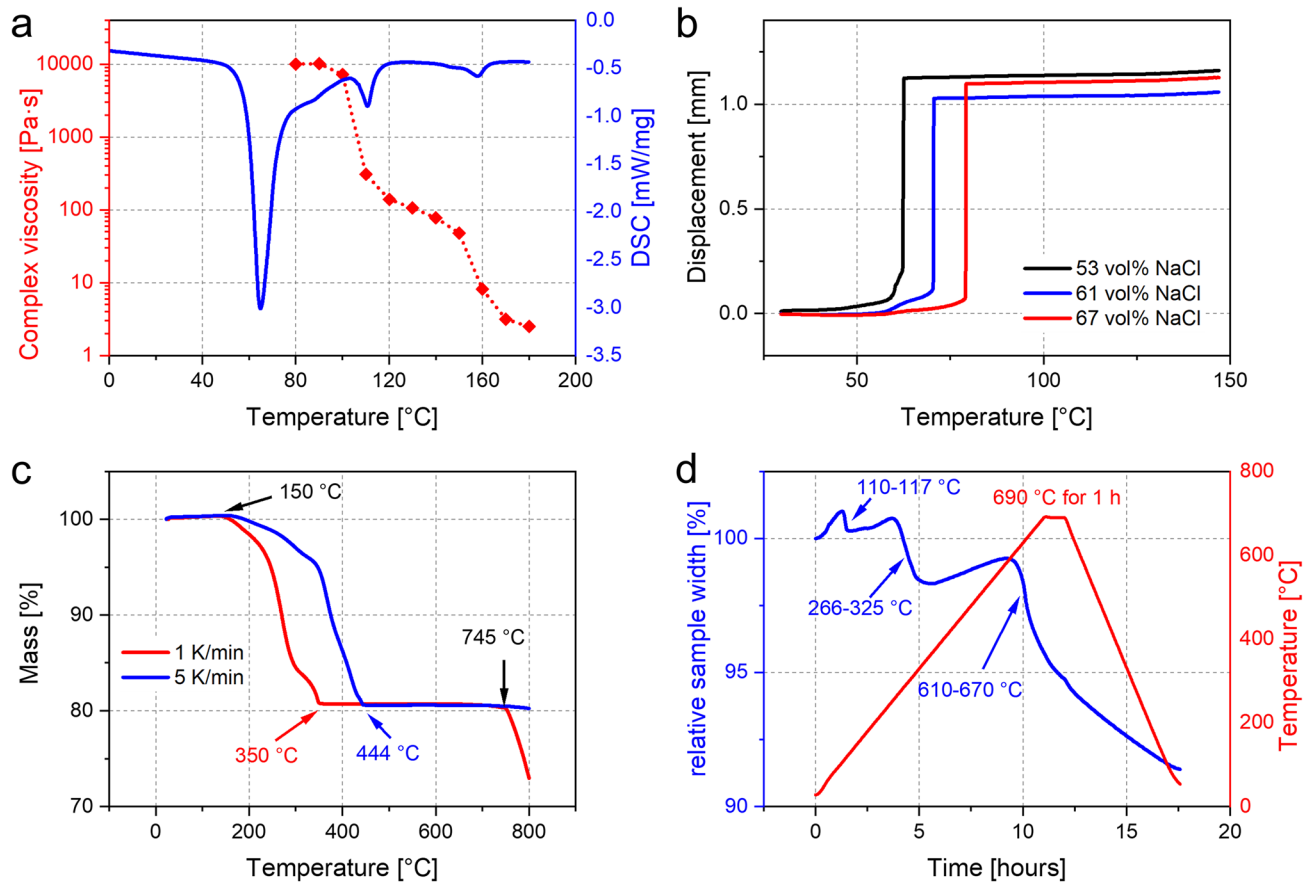 a
Complex viscosity [Pa·s]
10000
1000
100
10
1
0
40
80
120
160
200
Temperature [°C]
0.0
-0.5
-1.0
-1.5
-2.0
-2.5
-3.0
-3.5
DSC [mW/mg]
b
Displacement [mm]
1.0
0.5
0.0
50
100
150
Temperature [°C]
53 vol% NaCl
61 vol% NaCl
67 vol% NaCl
c
Mass [%]
100
90
80
70
0
200
400
600
800
Temperature [°C]
150 °C
745 °C
1 K/min
5 K/min
350 °C
444 °C
d
relative sample width [%]
100
95
90
0
5
10
15
20
Time [hours]
800
600
400
200
0
Temperature [°C]
110-117 °C
690 °C for 1 h
266-325 °C
610-670 °C